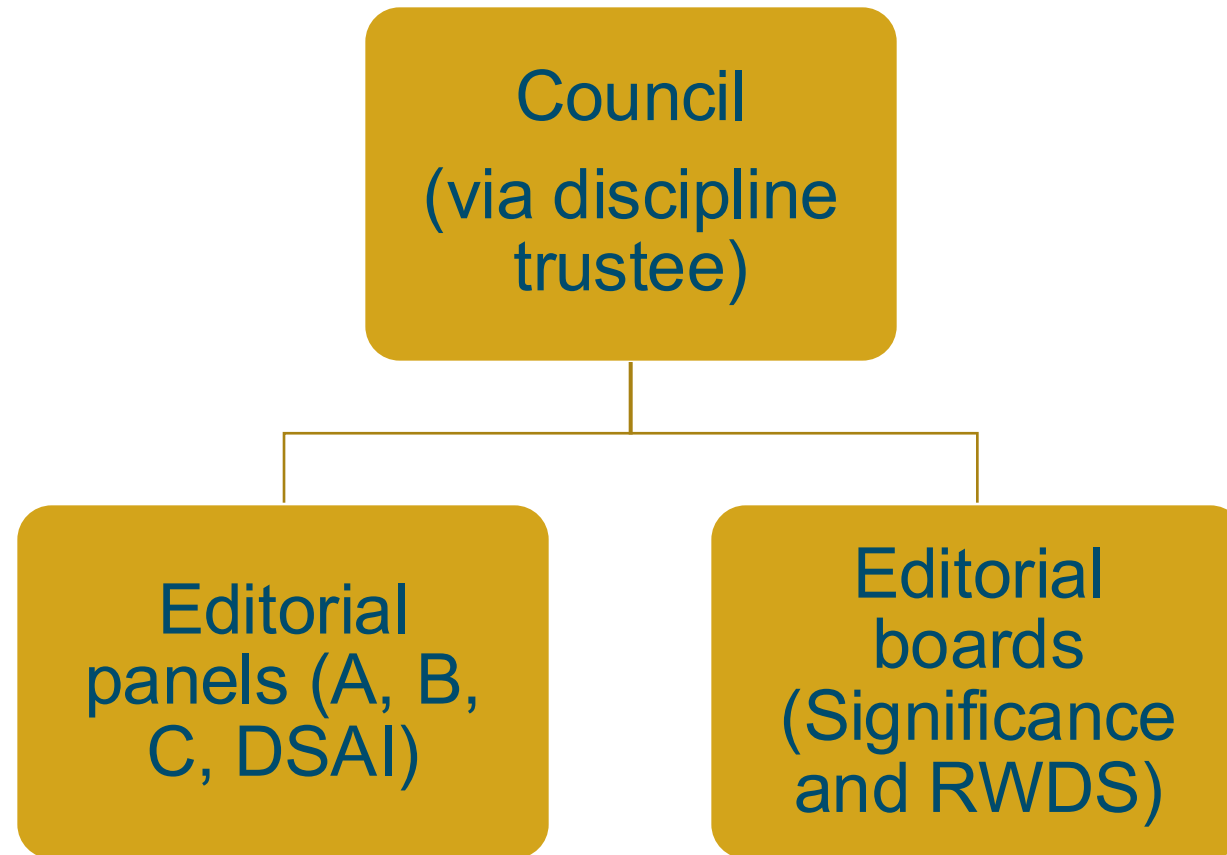 Council
(via discipline
trustee)
Editorial
panels (A, B,
C, DSAI)
Editorial
boards
(Significance
and RWDS)